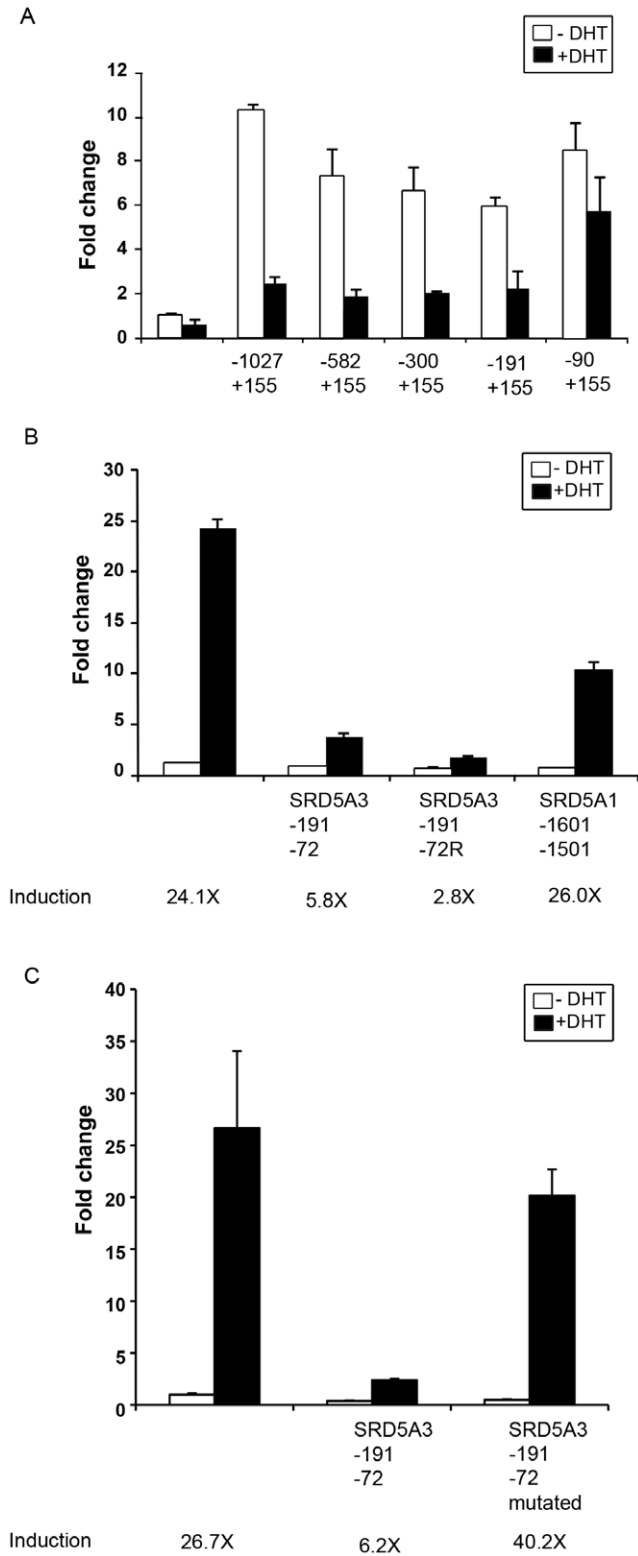 A
- DHT
+DHT
12
10
8
6
4
2
0
Fold change
-1027 -582 -300 -191 -90
+155 +155 +155 +155 +155
B
- DHT
+DHT
30
25
20
15
10
5
0
Fold change
SRD5A3 SRD5A3 SRD5A1
-191 -191 -1601
-72 -72R -1501
Induction 24.1X 5.8X 2.8X 26.0X
C
- DHT
+DHT
40
35
30
25
20
15
10
5
0
Fold change
SRD5A3 SRD5A3
-191 -191
-72 -72
mutated
Induction 26.7X 6.2X 40.2X